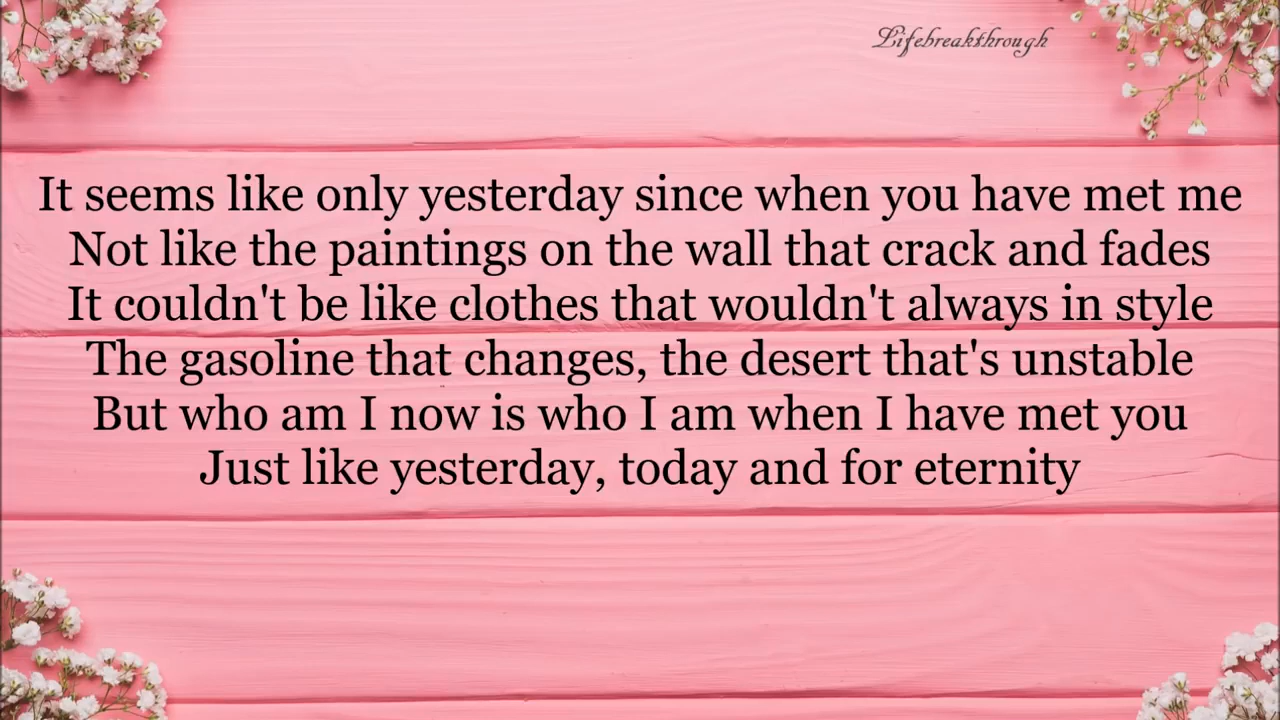 Lifebreakthrough
It seems like only yesterday since when you have met me
Not like the paintings on the wall that crack and fades
It couldn't be like clothes that wouldn't always in style
The gasoline that changes, the desert that's unstable
But who am I now is who I am when I have met you
Just like yesterday, today and for eternity